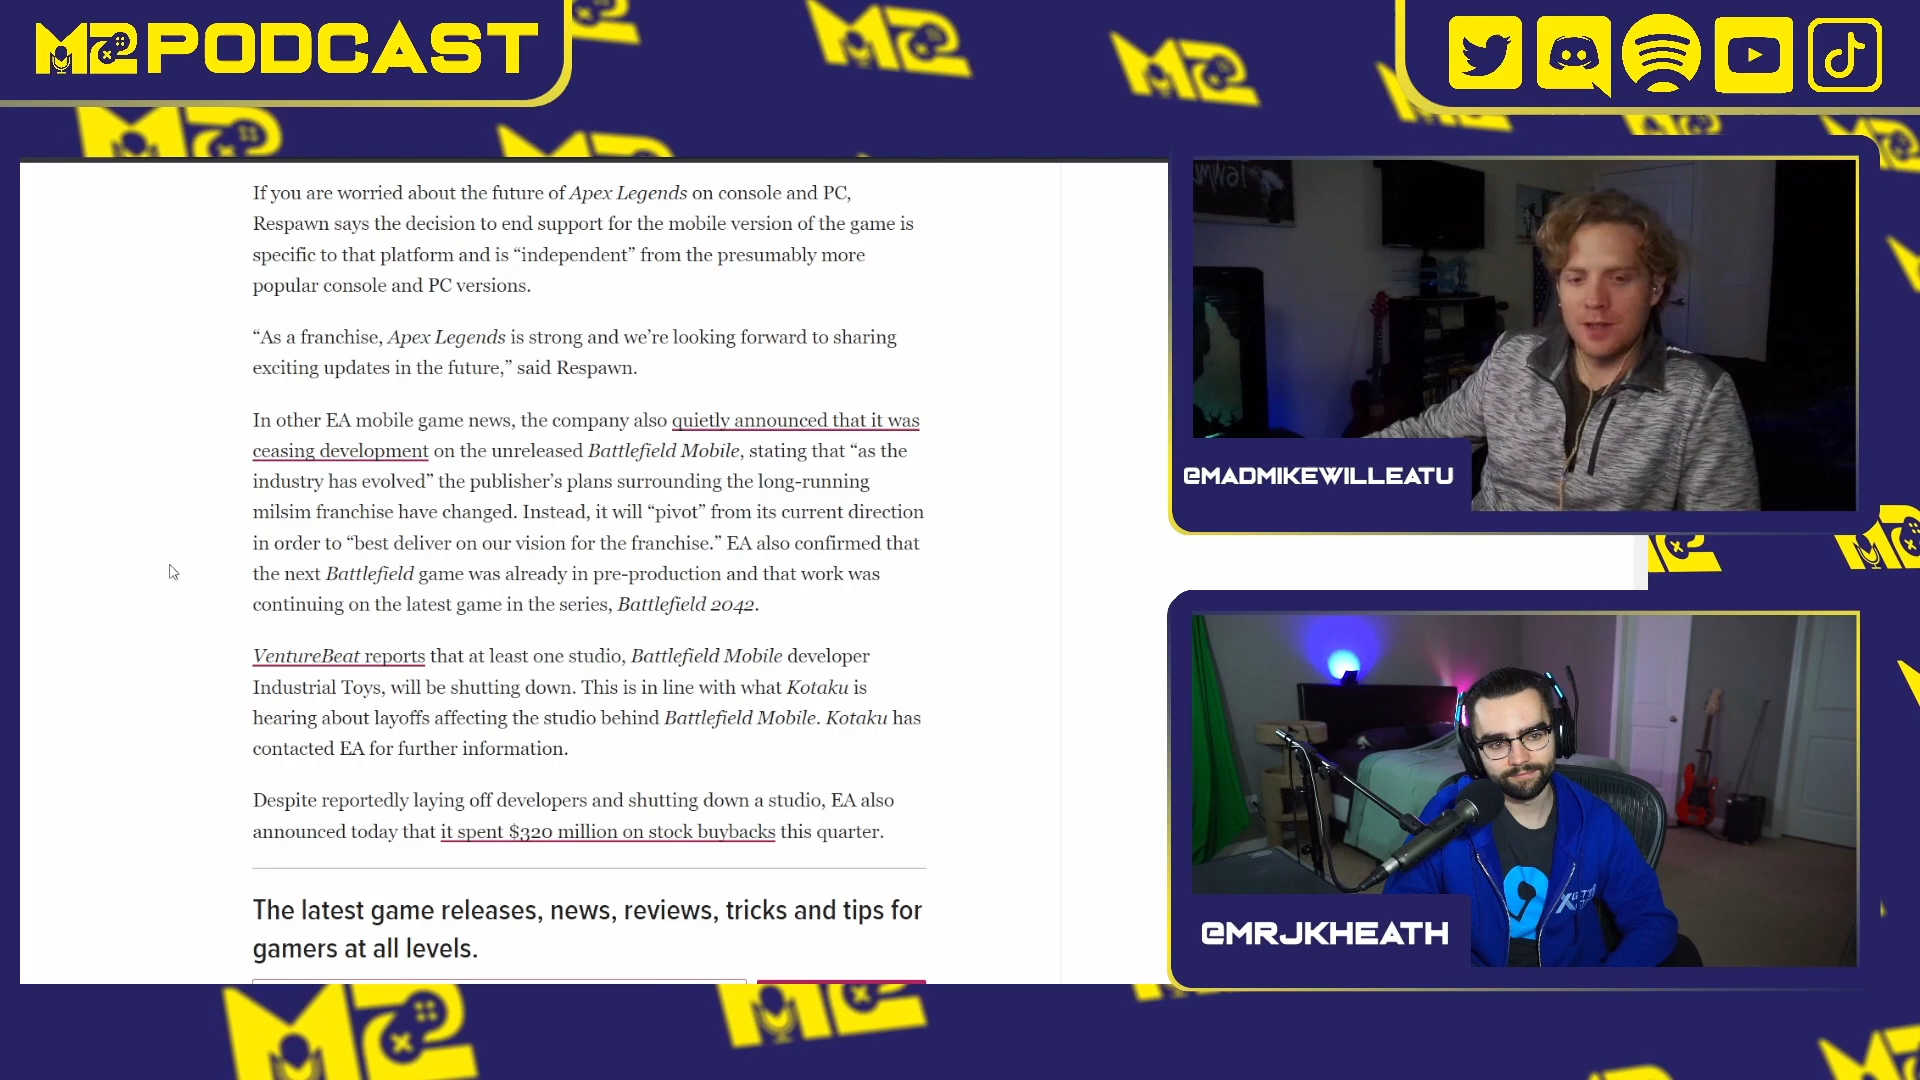 M2PODCAST
If you are worried about the future of Apex Legends on console and PC,
Respawn says the decision to end support for the mobile version of the game is
specific to that platform and is “independent” from the presumably more
popular console and PC versions.
“As a franchise, Apex Legends is strong and we’re looking forward to sharing
exciting updates in the future,” said Respawn.
In other EA mobile game news, the company also quietly announced that it was
ceasing development on the unreleased Battlefield Mobile, stating that “as the
industry has evolved” the publisher’s plans surrounding the long-running
milsim franchise have changed. Instead, it will “pivot” from its current direction
in order to “best deliver on our vision for the franchise.” EA also confirmed that
the next Battlefield game was already in pre-production and that work was
continuing on the latest game in the series, Battlefield 2042.
VentureBeat reports that at least one studio, Battlefield Mobile developer
Industrial Toys, will be shutting down. This is in line with what Kotaku is
hearing about layoffs affecting the studio behind Battlefield Mobile. Kotaku has
contacted EA for further information.
Despite reportedly laying off developers and shutting down a studio, EA also
announced today that it spent $320 million on stock buybacks this quarter.
The latest game releases, news, reviews, tricks and tips for
gamers at all levels.
@MADMIKEWILLEATU
@MRJKHEATH